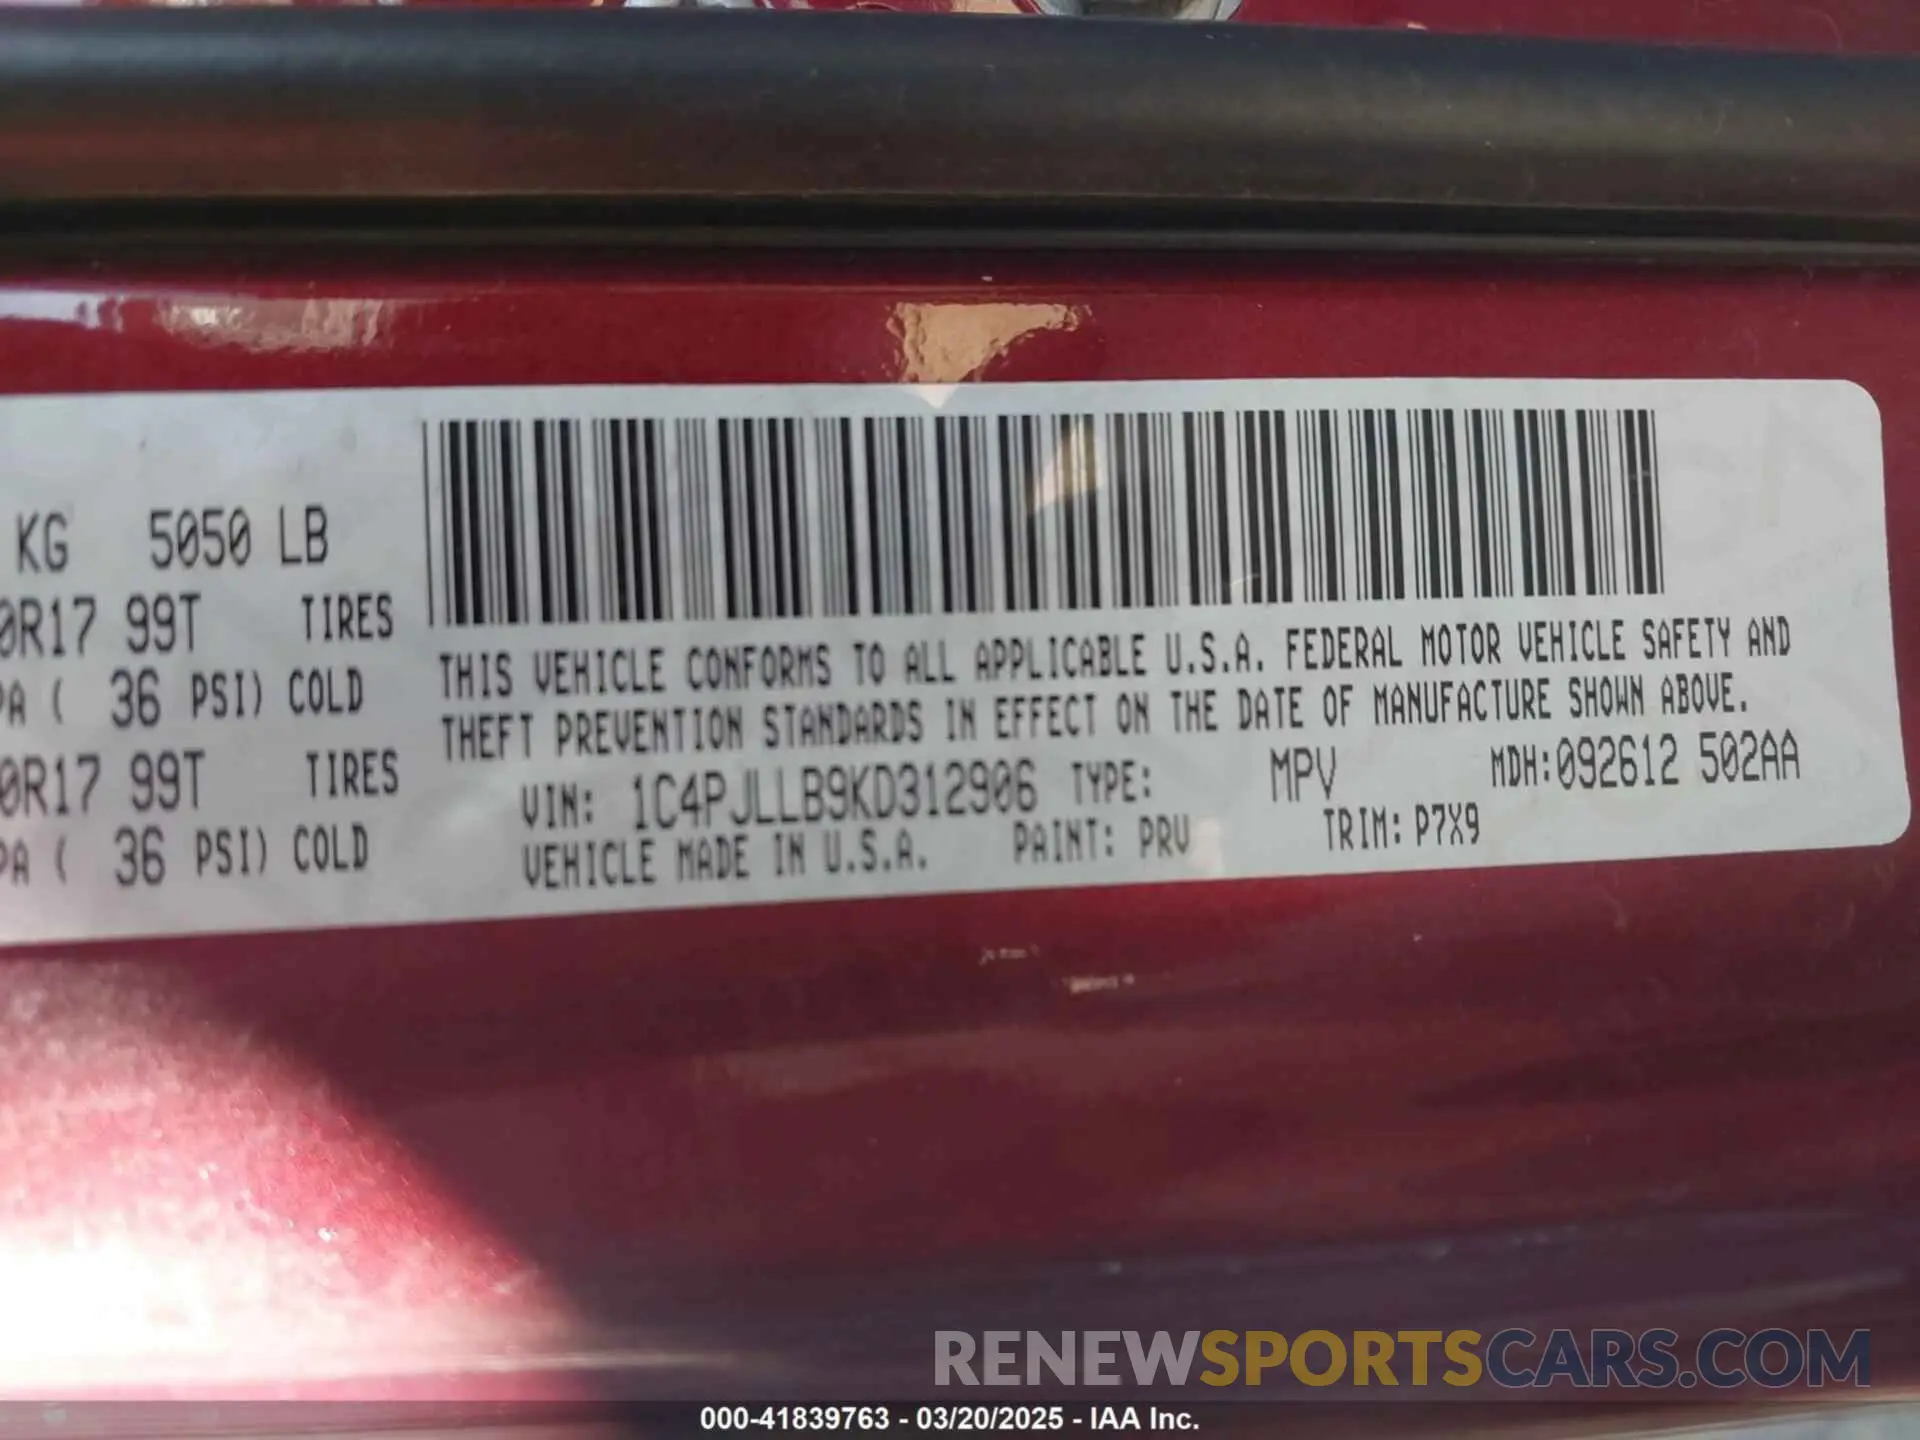 KG 5050 LB
0R17 99T TIRES
PA ( 36 PSI) COLD
0R17 99T TIRES
PA ( 36 PSI) COLD
THIS VEHICLE CONFORMS TO ALL APPLICABLE U.S.A. FEDERAL MOTOR VEHICLE SAFETY AND
THEFT PREVENTION STANDARDS IN EFFECT ON THE DATE OF MANUFACTURE SHOWN ABOVE.
VIN: 1C4PJLLB9KD312906 TYPE: MPV MDH:092612 502AA
VEHICLE MADE IN U.S.A. PAINT: PRV TRIM: P7X9
RENEWSPORTSCARS.COM
000-41839763 - 03/20/2025 - IAA Inc.